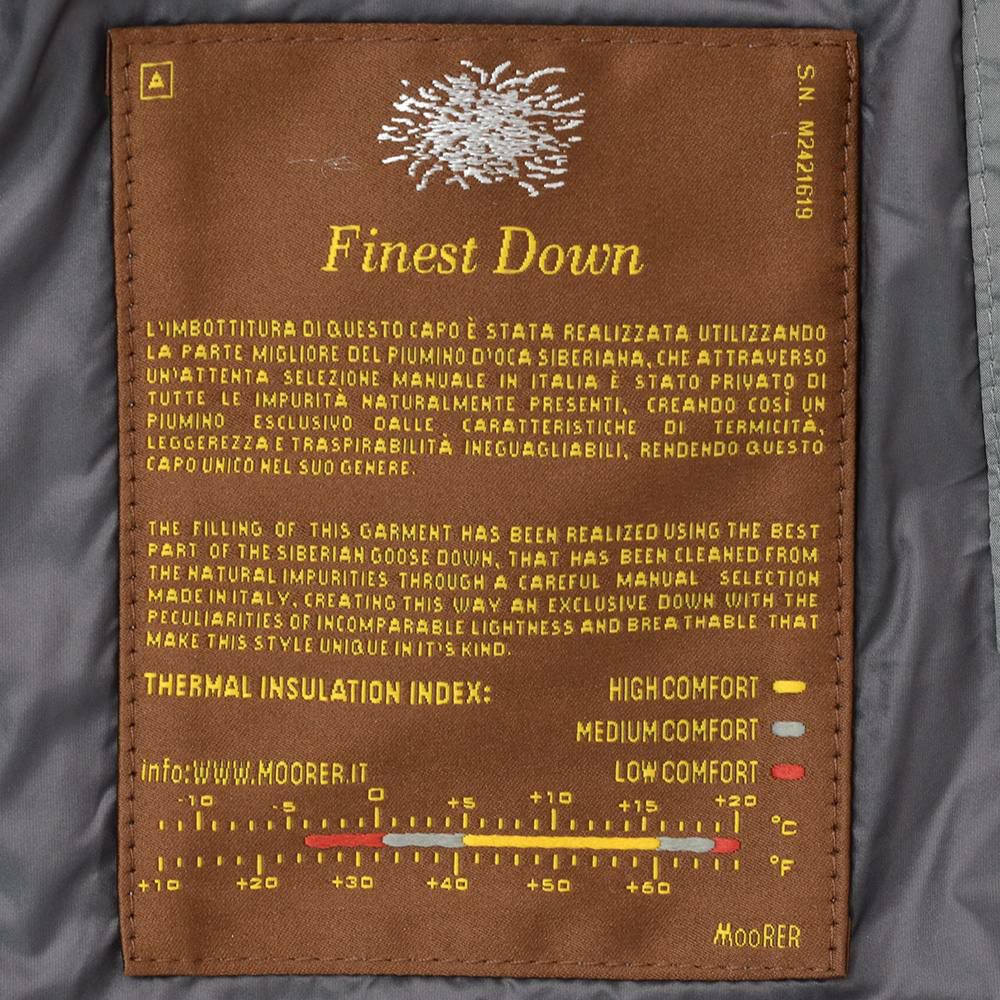 A
S.N. M2421619
Finest Down
L'IMBOTTITURA DI QUESTO CAPO È STATA REALIZZATA UTILIZZANDO
LA PARTE MIGLIORE DEL PIUMINO D'OCA SIBERIANA, CHE ATTRAVERSO
UN'ATTENTA SELEZIONE MANUALE IN ITALIA È STATO PRIVATO DI
TUTTE LE IMPURITÀ NATURALMENTE PRESENTI, CREANDO COSÌ UN
PIUMINO ESCLUSIVO DALLE CARATTERISTICHE DI TERMICITÀ,
LEGGEREZZA E TRASPIRABILITÀ INEGUAGLIABILI, RENDENDO QUESTO
CAPO UNICO NEL SUO GENERE.
THE FILLING OF THIS GARMENT HAS BEEN REALIZED USING THE BEST
PART OF THE SIBERIAN GOOSE DOWN, THAT HAS BEEN CLEANED FROM
THE NATURAL IMPURITIES THROUGH A CAREFUL MANUAL SELECTION
MADE IN ITALY, CREATING THIS WAY AN EXCLUSIVE DOWN WITH THE
PECULIARITIES OF INCOMPARABLE LIGHTNESS AND BREATHABLE THAT
MAKE THIS STYLE UNIQUE IN IT'S KIND.
THERMAL INSULATION INDEX:
HIGH COMFORT
MEDIUM COMFORT
LOW COMFORT
info:WWW.MOORER.IT
-10 -5 0 +5 +10 +15 +20 °C
+10 +20 +30 +40 +50 +60 °F
MooRER